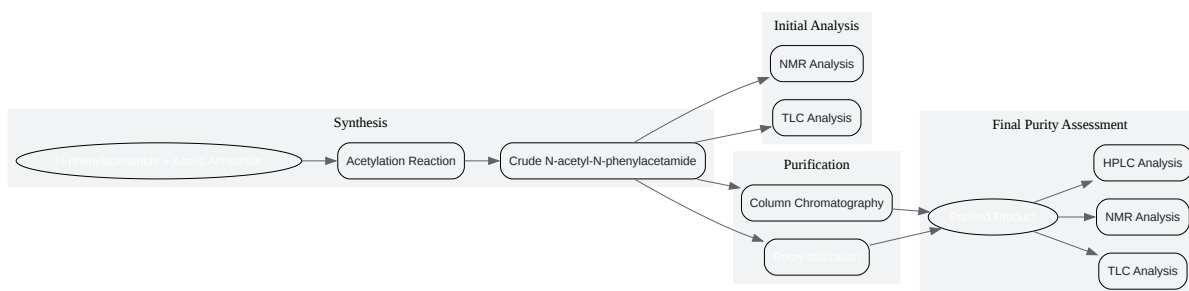 Initial Analysis
NMR Analysis
TLC Analysis
Synthesis
N-phenylacetamide + Acetic Anhydride
Acetylation Reaction
Crude N-acetyl-N-phenylacetamide
Purification
Column Chromatography
Recrystallization
Final Purity Assessment
Purified Product
HPLC Analysis
NMR Analysis
TLC Analysis